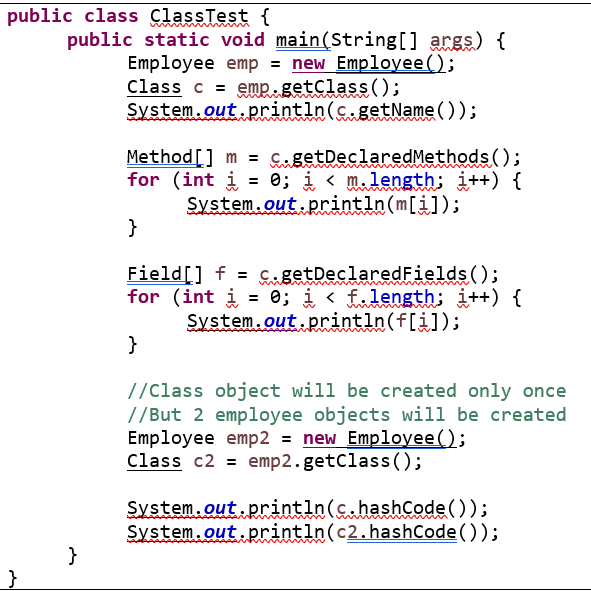 public class ClassTest {
public static void main(String[] args) {
Employee emp = new Employee();
Class c = emp.getClass();
System.out.println(c.getName());
Method[] m = c.getDeclaredMethods();
for (int i = 0; i < m.length; i++) {
System.out.println(m[i]);
}
Field[] f = c.getDeclaredFields();
for (int i = 0; i < f.length; i++) {
System.out.println(f[i]);
}
//Class object will be created only once
//But 2 employee objects will be created
Employee emp2 = new Employee();
Class c2 = emp2.getClass();
System.out.println(c.hashCode());
System.out.println(c2.hashCode());
}
}